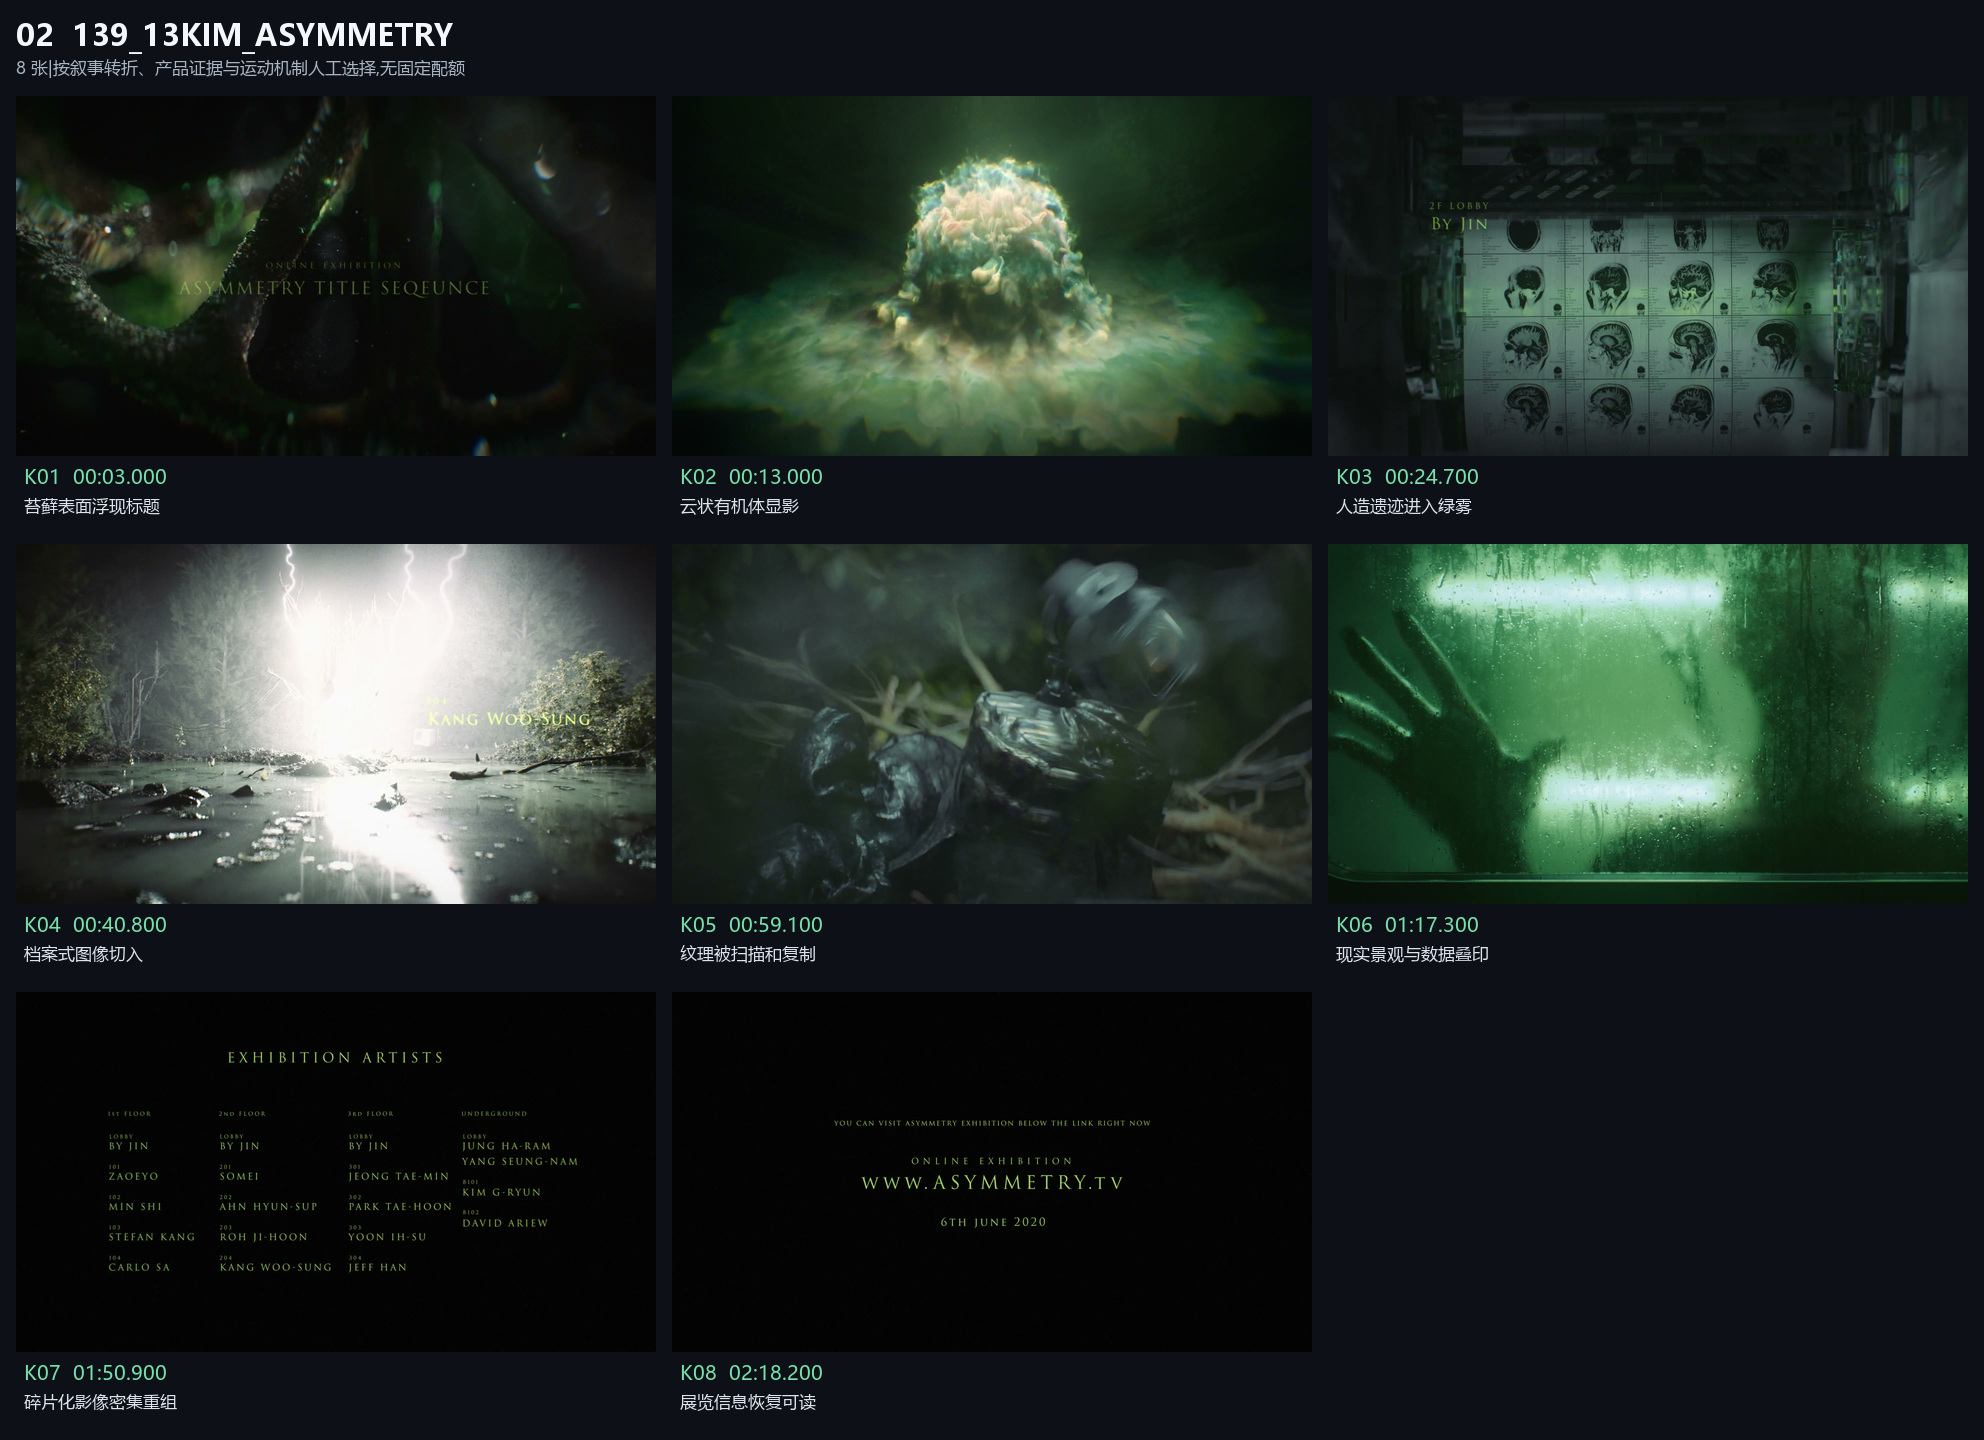 02 139_13KIM_ASYMMETRY
8 张|按叙事转折、产品证据与运动机制人工选择,无固定配额
ONLINE EXHIBITION
ASYMMETRY TITLE SEQEUNCE
K01 00:03.000
苔藓表面浮现标题
K02 00:13.000
云状有机体显影
2F LOBBY
BY JIN
K03 00:24.700
人造遗迹进入绿雾
KANG WOO-SUNG
K04 00:40.800
档案式图像切入
K05 00:59.100
纹理被扫描和复制
K06 01:17.300
现实景观与数据叠印
EXHIBITION ARTISTS
1ST FLOOR
LOBBY
BY JIN
101
ZAOEYO
102
MIN SHI
103
STEFAN KANG
104
CARLO SA
2ND FLOOR
LOBBY
BY JIN
201
SOMEI
202
AHN HYUN-SUP
203
ROH JI-HOON
204
KANG WOO-SUNG
3RD FLOOR
LOBBY
BY JIN
301
JEONG TAE-MIN
302
PARK TAE-HOON
303
YOON IH-SU
304
JEFF HAN
UNDERGROUND
LOBBY
JUNG HA-RAM
YANG SEUNG-NAM
B101
KIM G-RYUN
B102
DAVID ARIEW
K07 01:50.900
碎片化影像密集重组
YOU CAN VISIT ASYMMETRY EXHIBITION BELOW THE LINK RIGHT NOW
ONLINE EXHIBITION
WWW.ASYMMETRY.TV
6TH JUNE 2020
K08 02:18.200
展览信息恢复可读